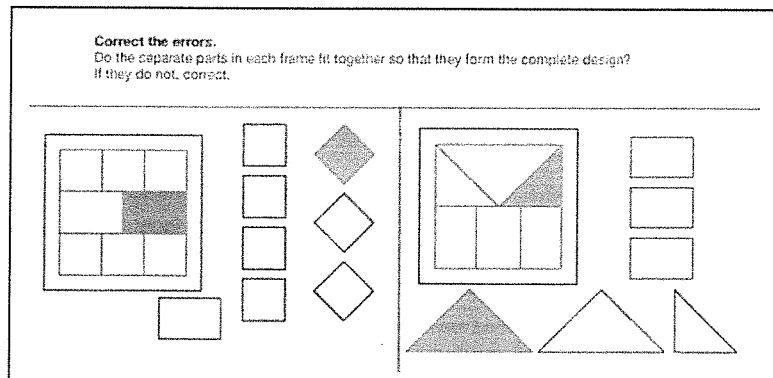 Correct the errors.
Do the separate parts in each frame fit together so that they form the complete design?
If they do not, correct.